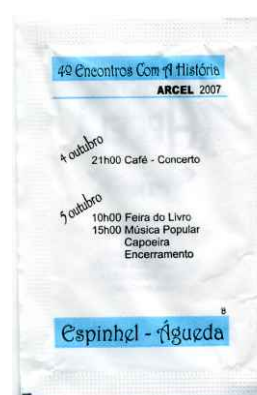 4º Encontros Com A História
ARCEL 2007
4 outubro
21h00 Café - Concerto
5 outubro
10h00 Feira do Livro
15h00 Música Popular
Capoeira
Encerramento
8
Espinhel - Águeda